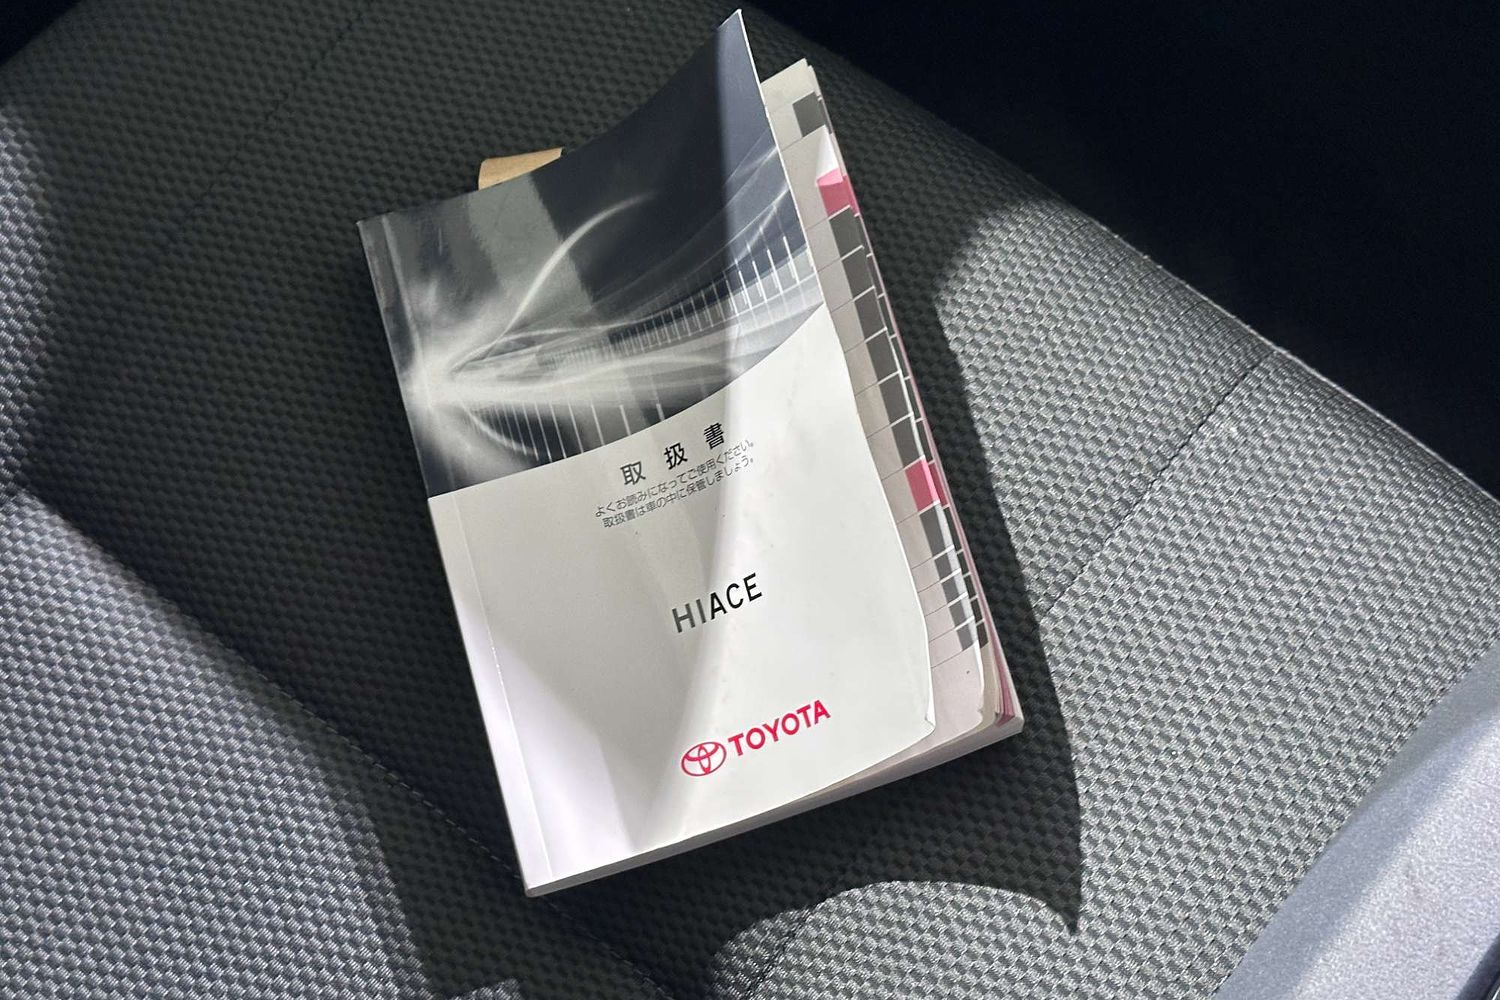 取扱書
よくお読みになってご使用ください。
取扱書は車の中に保管しましょう。
HIACE
TOYOTA